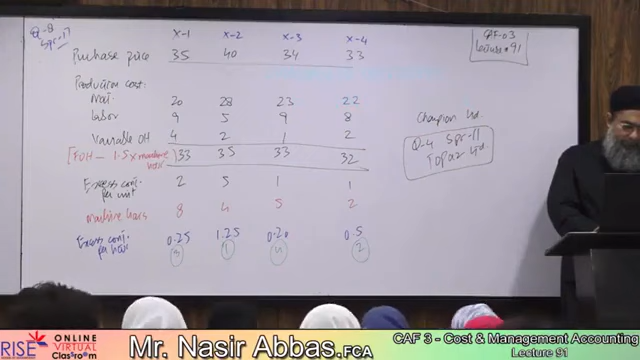 Q-8
Spr-17
X-1 X-2 X-3 X-4
Purchase price 35 40 34 33
Production cost:
Mat. 20 28 23 22
Labor 9 5 9 8
Variable OH 4 2 1 2
[FOH - 1.5 x machine hour] 33 35 33 32
Excess cont. per unit 2 5 1 1
Machine hours 8 4 5 2
Excess cont. per hour 0.25 1.25 0.20 0.5
3 1 4 2
CAF-03
Lecture # 91
Champion Ltd.
Q-4 Spr-11
Topaz Ltd
RISE ONLINE VIRTUAL Classroom
Mr. Nasir Abbas.FCA
CAF 3 - Cost & Management Accounting
Lecture 91